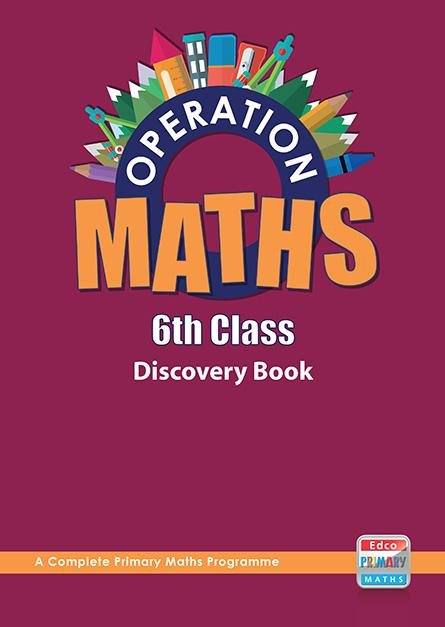 OPERATION
MATHS
6th Class
Discovery Book
A Complete Primary Maths Programme
Edco
PRIMARY
MATHS